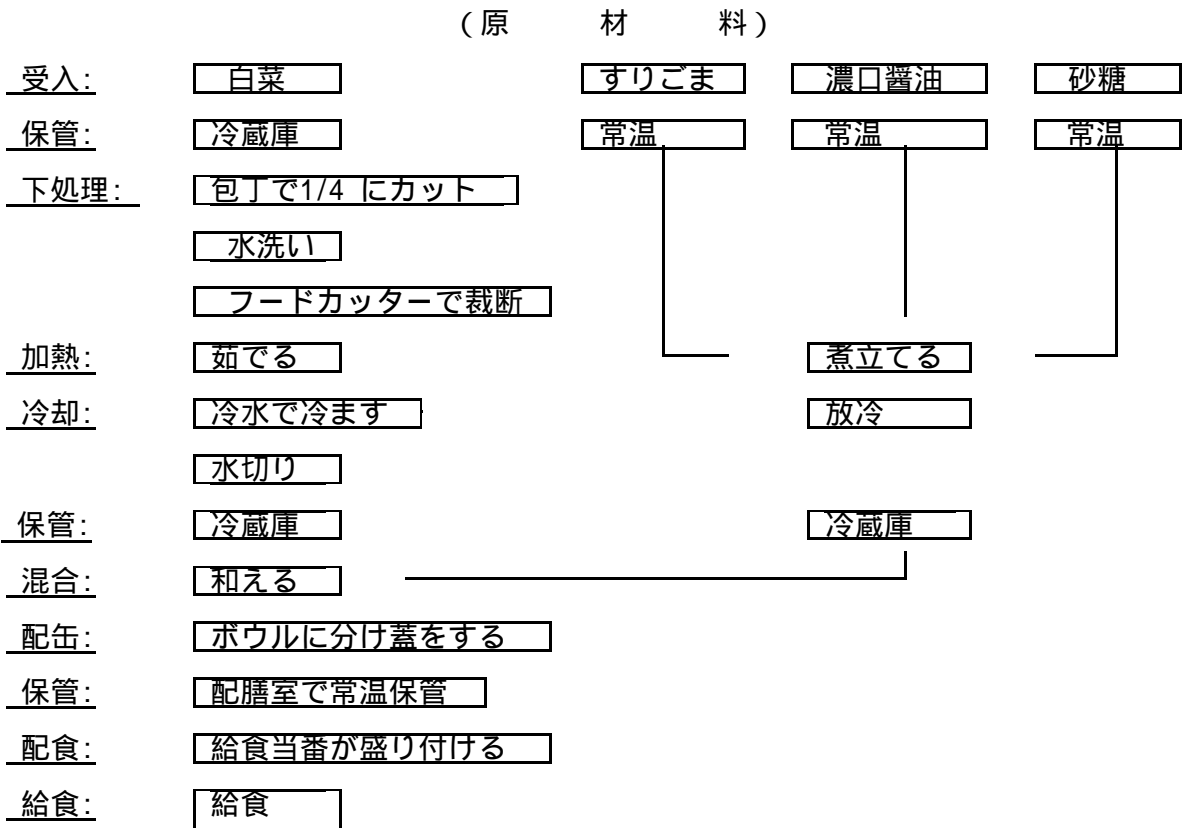 (原 材 料)
受入: 白菜 すりごま 濃口醤油 砂糖
保管: 冷蔵庫 常温 常温 常温
下処理: 包丁で1/4 にカット
水洗い
フードカッターで裁断
加熱: 茹でる 煮立てる
冷却: 冷水で冷ます 放冷
水切り
保管: 冷蔵庫 冷蔵庫
混合: 和える
配缶: ボウルに分け蓋をする
保管: 配膳室で常温保管
配食: 給食当番が盛り付ける
給食: 給食